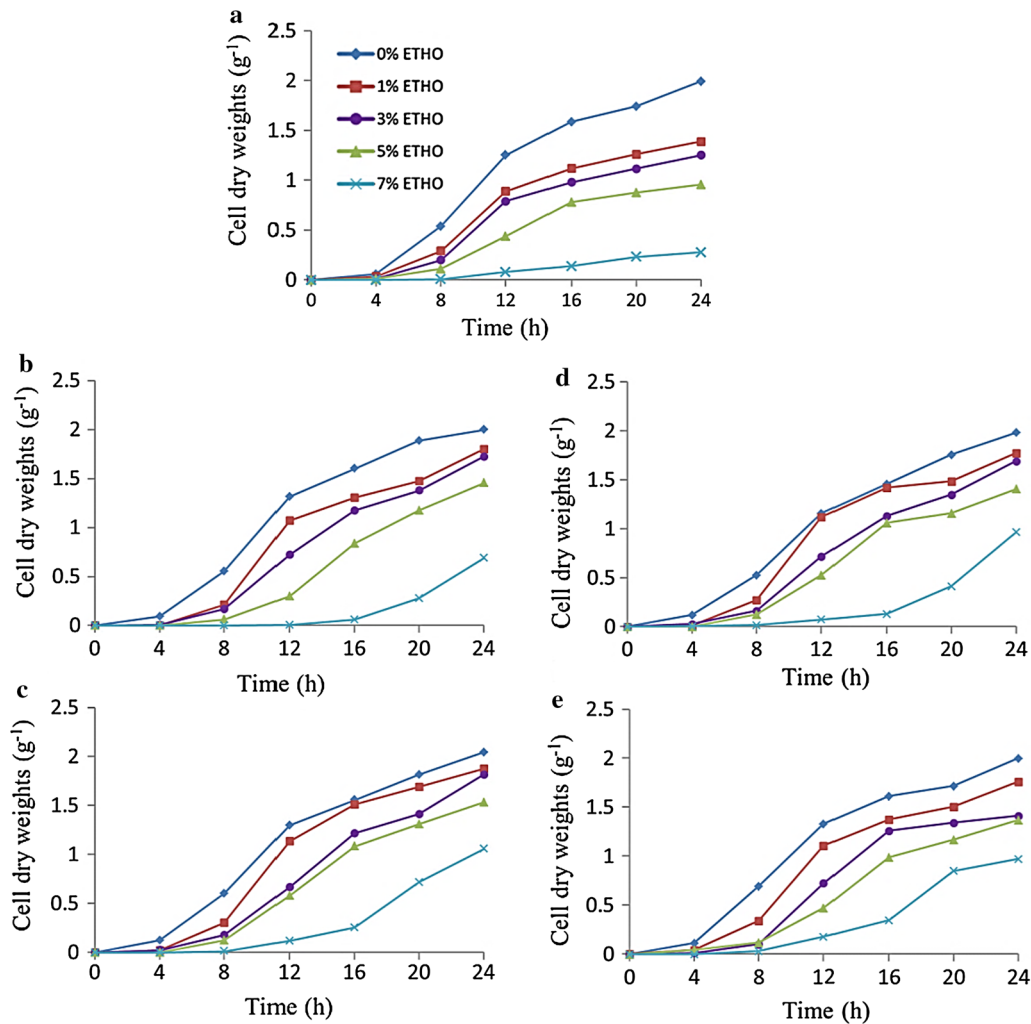 a
Cell dry weights (g-1)
2.5
2
1.5
1
0.5
0
0% ETHO
1% ETHO
3% ETHO
5% ETHO
7% ETHO
0 4 8 12 16 20 24
Time (h)
b
Cell dry weights (g-1)
2.5
2
1.5
1
0.5
0
0 4 8 12 16 20 24
Time (h)
d
Cell dry weights (g-1)
2.5
2
1.5
1
0.5
0
0 4 8 12 16 20 24
Time (h)
c
Cell dry weights (g-1)
2.5
2
1.5
1
0.5
0
0 4 8 12 16 20 24
Time (h)
e
Cell dry weights (g-1)
2.5
2
1.5
1
0.5
0
0 4 8 12 16 20 24
Time (h)